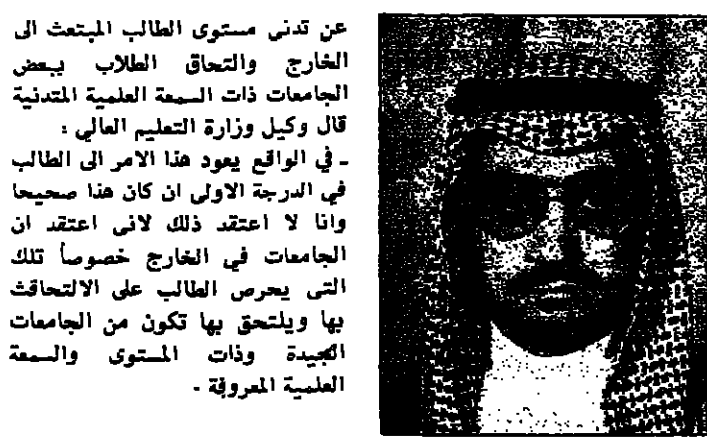 عن تدني مستوى الطالب المبتعث الى
الخارج والتحاق الطلاب ببعض
الجامعات ذات السمعة العلمية المتدنية
قال وكيل وزارة التعليم العالي :
ـ في الواقع يعود هذا الامر الى الطالب
في الدرجة الاولى ان كان هذا صحيحا
وانا لا اعتقد ذلك لانى اعتقد ان
الجامعات في الخارج خصوصاً تلك
التى يحرص الطالب على الالتحاقث
بها ويلتحق بها تكون من الجامعات
الجيدة وذات المستوى والسمعة
العلمية المعروفة .